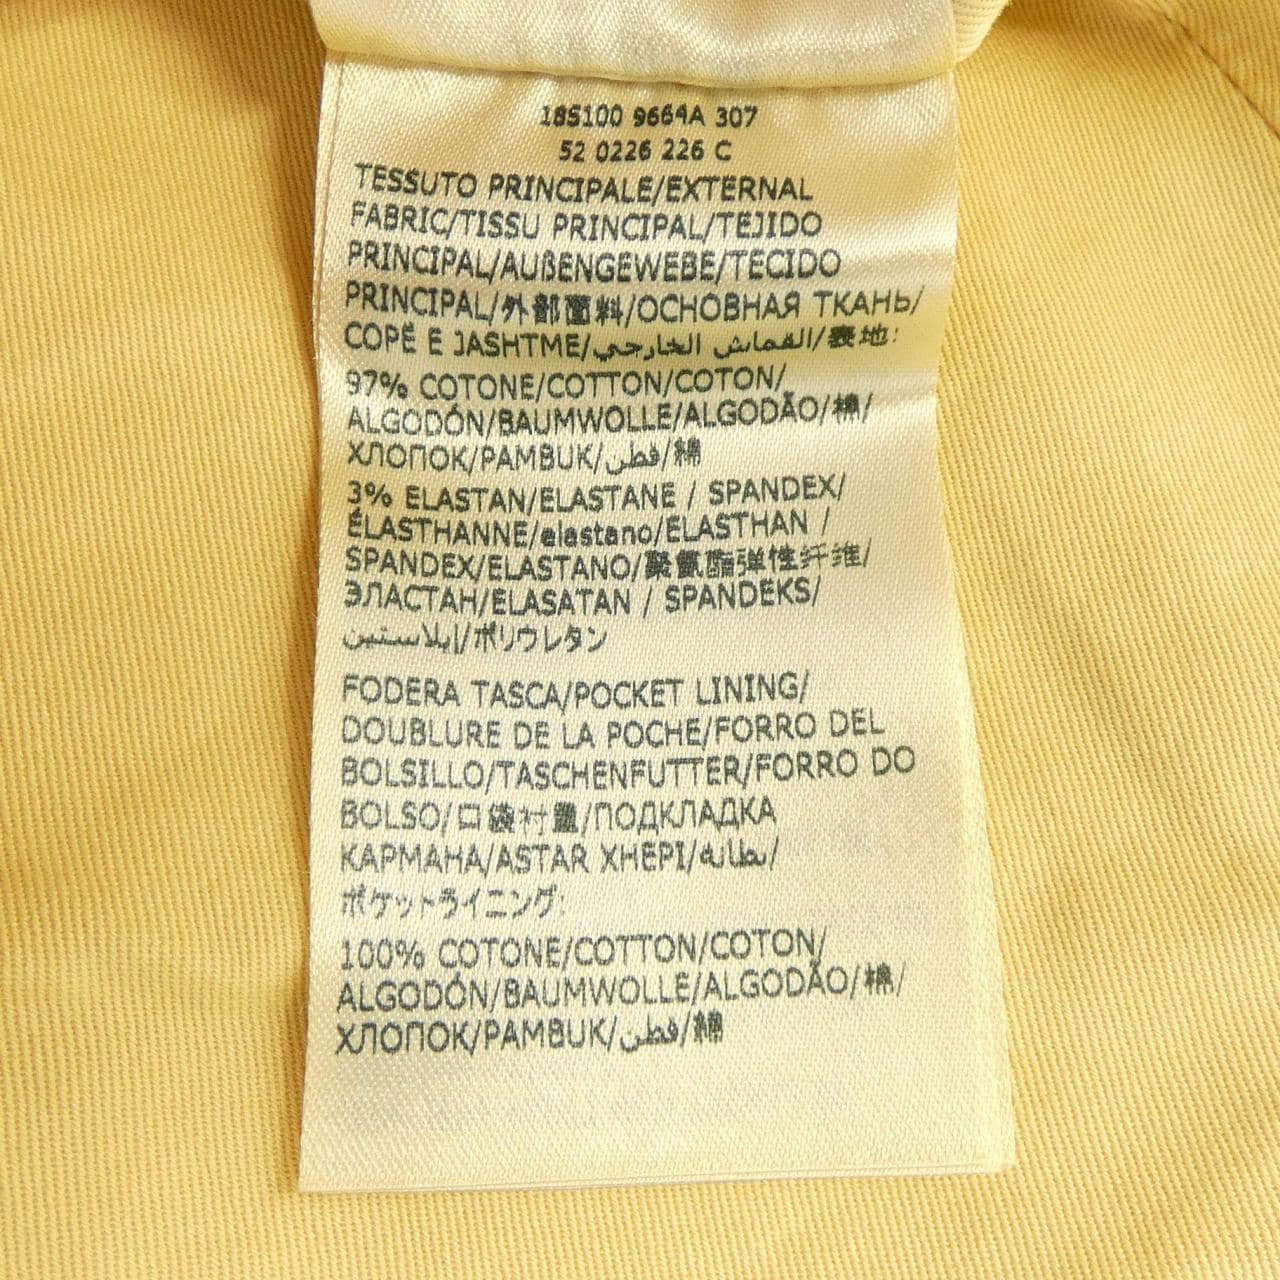 18S100 9664A 307
52 0226 226 C
TESSUTO PRINCIPALE/EXTERNAL
FABRIC/TISSU PRINCIPAL/TEJIDO
PRINCIPAL/AUßENGEWEBE/TECIDO
PRINCIPAL/外部面料/ОСНОВНАЯ ТКАНЬ/
COPË E JASHTME/القماش الخارجي/表地:
97% COTONE/COTTON/COTON/
ALGODÓN/BAUMWOLLE/ALGODÃO/棉/
ХЛОПОК/PAMBUK/قطن/綿
3% ELASTAN/ELASTANE / SPANDEX/
ÉLASTHANNE/elastano/ELASTHAN /
SPANDEX/ELASTANO/聚氨酯弹性纤维/
ЭЛАСТАН/ELASATAN / SPANDEKS/
إيلاستين/ポリウレタン
FODERA TASCA/POCKET LINING/
DOUBLURE DE LA POCHE/FORRO DEL
BOLSILLO/TASCHENFUTTER/FORRO DO
BOLSO/口袋衬里/ПОДКЛАДКА
КАРМАНА/ASTAR XHEPI/بطانة/
ポケットライニング:
100% COTONE/COTTON/COTON/
ALGODÓN/BAUMWOLLE/ALGODÃO/棉/
ХЛОПОК/PAMBUK/قطن/綿